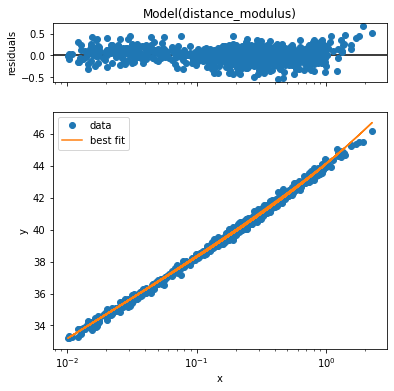 Model(distance_modulus)
residuals
0.5
0.0
−0.5
data
best fit
y
46
44
42
40
38
36
34
10⁻²
10⁻¹
10⁰
x